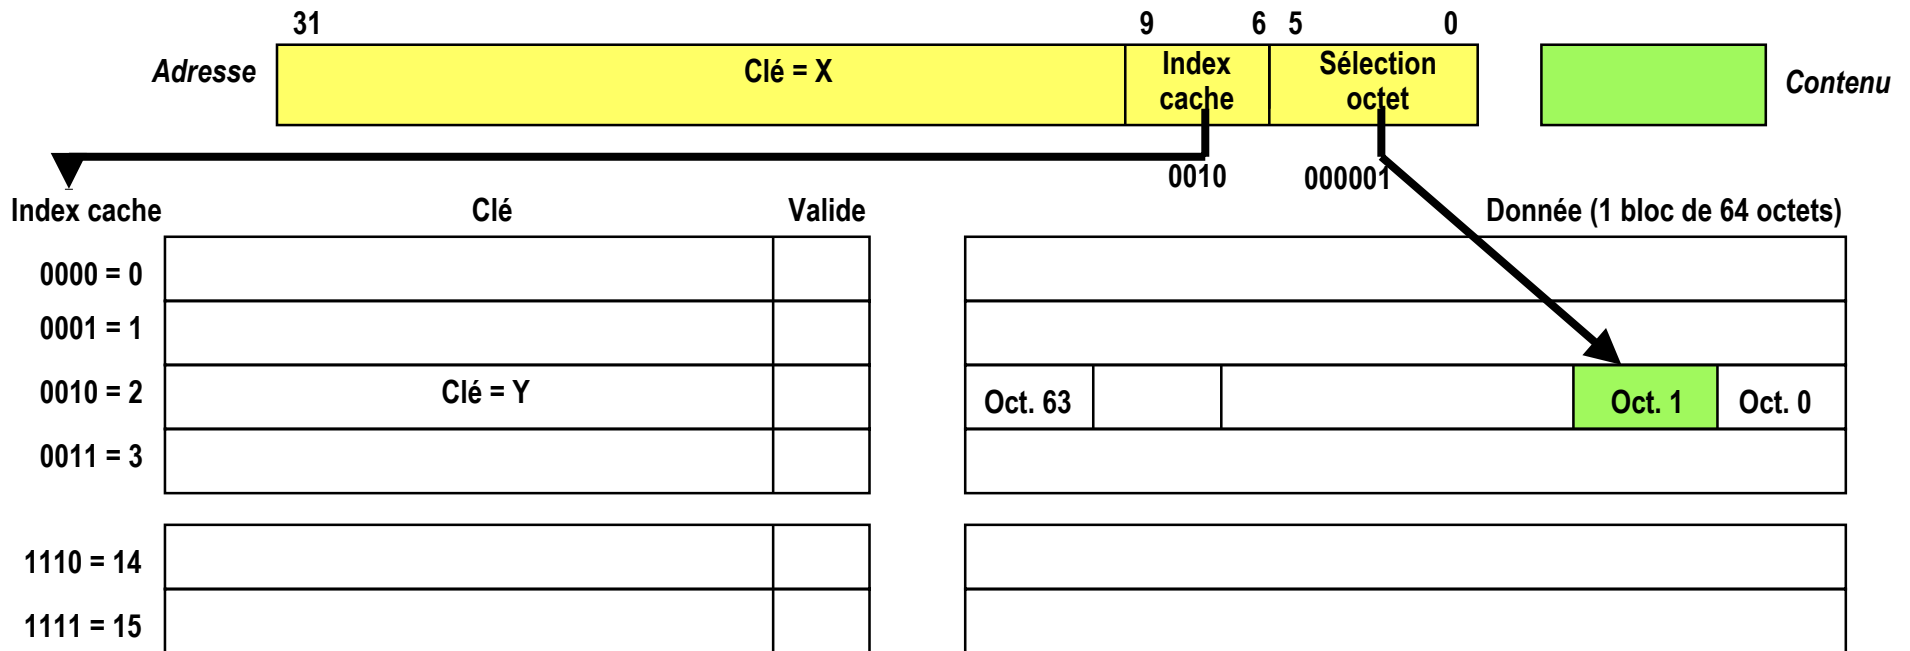 31 9 6 5 0
Adresse
Clé = X
Index
cache
Sélection
octet
Contenu
0010
000001
Index cache Clé Valide Donnée (1 bloc de 64 octets)
0000 = 0
0001 = 1
0010 = 2 Clé = Y Oct. 63 Oct. 1 Oct. 0
0011 = 3
1110 = 14
1111 = 15